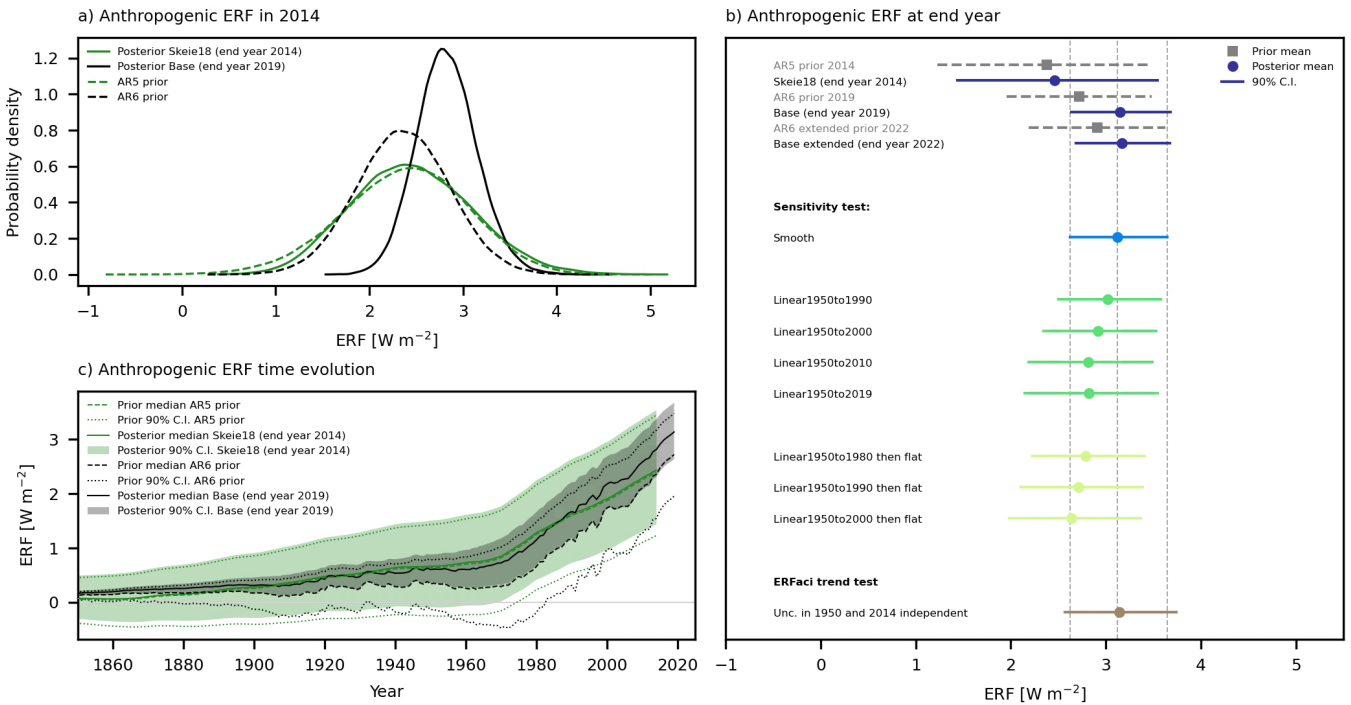 a) Anthropogenic ERF in 2014
Posterior Skeie18 (end year 2014)
Posterior Base (end year 2019)
AR5 prior
AR6 prior
Probability density
0.0
0.2
0.4
0.6
0.8
1.0
1.2
−1
0
1
2
3
4
5
ERF [W m−2]
c) Anthropogenic ERF time evolution
Prior median AR5 prior
Prior 90% C.I. AR5 prior
Posterior median Skeie18 (end year 2014)
Posterior 90% C.I. Skeie18 (end year 2014)
Prior median AR6 prior
Prior 90% C.I. AR6 prior
Posterior median Base (end year 2019)
Posterior 90% C.I. Base (end year 2019)
ERF [W m−2]
0
1
2
3
1860
1880
1900
1920
1940
1960
1980
2000
2020
Year
b) Anthropogenic ERF at end year
Prior mean
Posterior mean
90% C.I.
AR5 prior 2014
Skeie18 (end year 2014)
AR6 prior 2019
Base (end year 2019)
AR6 extended prior 2022
Base extended (end year 2022)
Sensitivity test:
Smooth
Linear1950to1990
Linear1950to2000
Linear1950to2010
Linear1950to2019
Linear1950to1980 then flat
Linear1950to1990 then flat
Linear1950to2000 then flat
ERFaci trend test
Unc. in 1950 and 2014 independent
−1
0
1
2
3
4
5
ERF [W m−2]